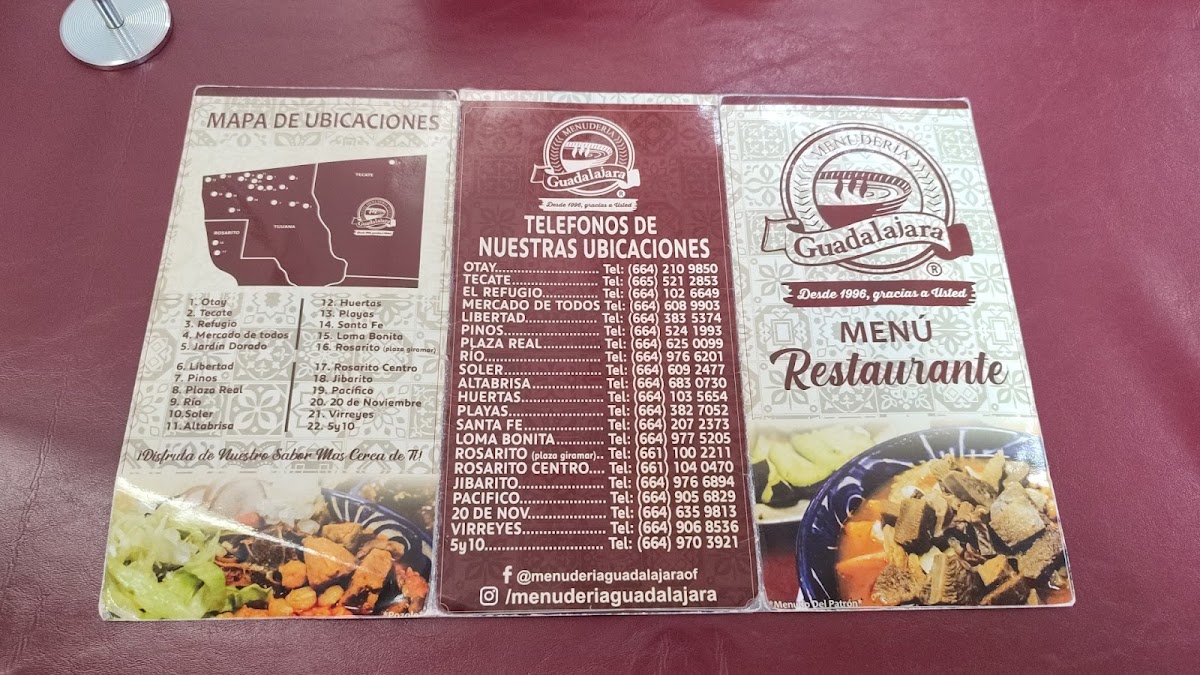 MAPA DE UBICACIONES
TECATE
ROSARITO
TIJUANA
1. Otay
2. Tecate
3. Refugio
4. Mercado de todos
5. Jardín Dorado
6. Libertad
7. Pinos
8. Plaza Real
9. Río
10.Soler
11. Altabrisa
12. Huertas
13. Playas
14. Santa Fe
15. Loma Bonita
16. Rosarito (plaza giramar)
17. Rosarito Centro
18. Jibarito
19. Pacífico
20. 20 de Noviembre
21. Virreyes
22. 5y10
¡Disfruta de Nuestro Sabor Mas Cerca de Ti!
*Pozole
MENUDERIA
Guadalajara
®
Desde 1996, gracias a Usted
TELEFONOS DE
NUESTRAS UBICACIONES
OTAY........................ Tel: (664) 210 9850
TECATE..................... Tel: (665) 521 2853
EL REFUGIO............. Tel: (664) 102 6649
MERCADO DE TODOS Tel: (664) 608 9903
LIBERTAD................. Tel: (664) 383 5374
PINOS....................... Tel: (664) 524 1993
PLAZA REAL............. Tel: (664) 625 0099
RÍO........................... Tel: (664) 976 6201
SOLER...................... Tel: (664) 609 2477
ALTABRISA............... Tel: (664) 683 0730
HUERTAS.................. Tel: (664) 103 5654
PLAYAS..................... Tel: (664) 382 7052
SANTA FE................. Tel: (664) 207 2373
LOMA BONITA........... Tel: (664) 977 5205
ROSARITO (plaza giramar).. Tel: (661) 100 2211
ROSARITO CENTRO.... Tel: (661) 104 0470
JIBARITO................... Tel: (664) 976 6894
PACIFICO................... Tel: (664) 905 6829
20 DE NOV................. Tel: (664) 635 9813
VIRREYES.................. Tel: (664) 906 8536
5y10........................... Tel: (664) 970 3921
@menuderiaguadalajaraof
/menuderiaguadalajara
MENUDERÍA
Guadalajara
®
Desde 1996, gracias a Usted
MENÚ
Restaurante
*Menudo Del Patrón*